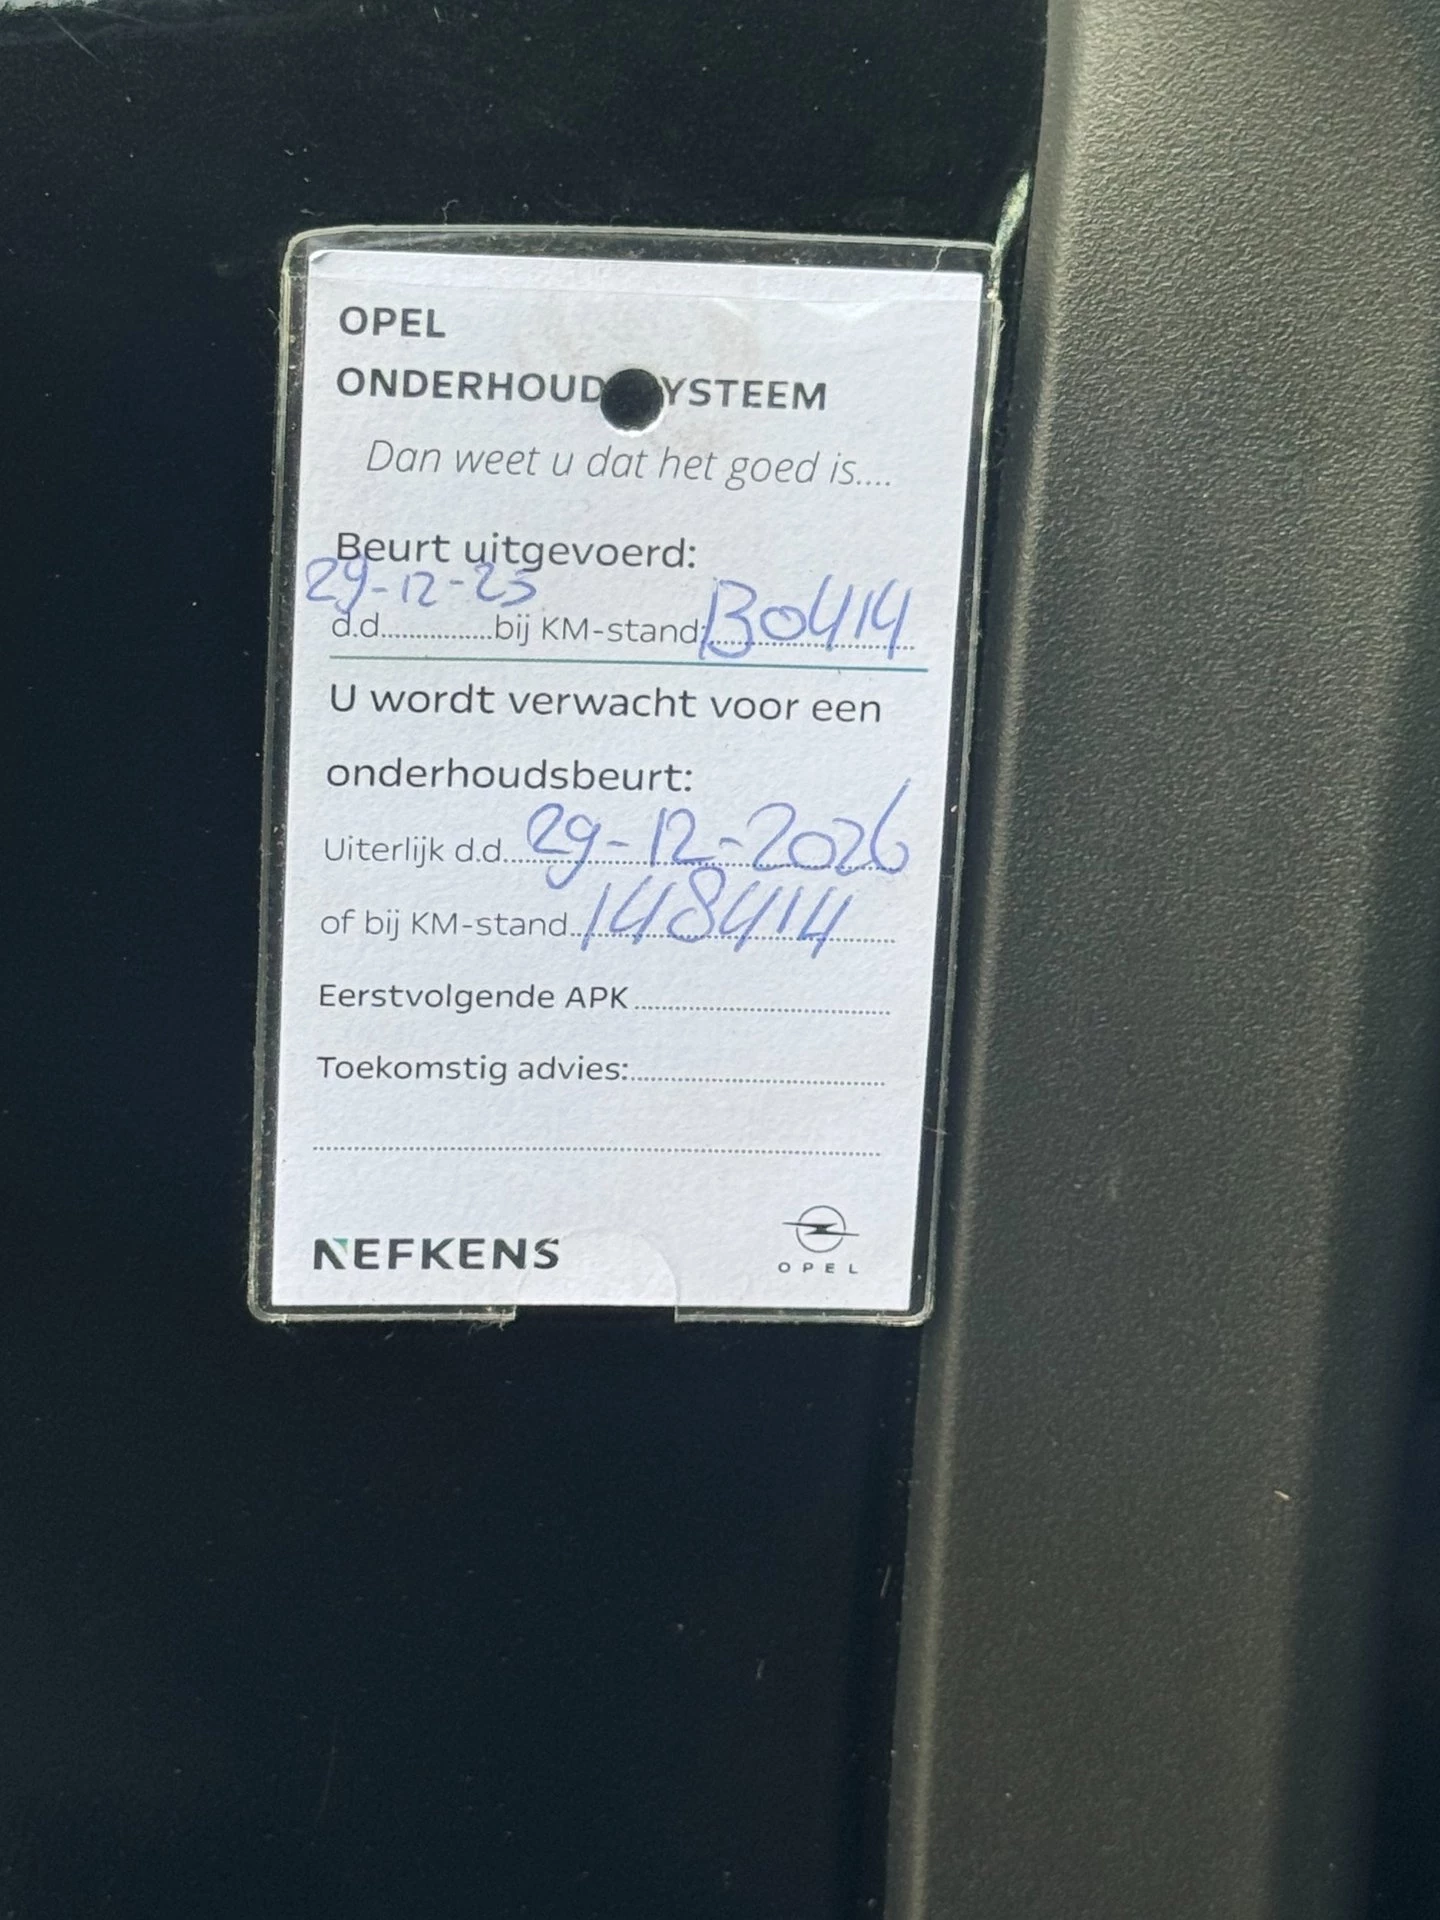 OPEL
ONDERHOUD YSTEEM
Dan weet u dat het goed is....
Beurt uitgevoerd:
29-12-25
d.d................bij KM-stand: 130414
U wordt verwacht voor een
onderhoudsbeurt:
Uiterlijk d.d. 29-12-2026
of bij KM-stand 148414
Eerstvolgende APK
Toekomstig advies:
NEFKENS
OPEL